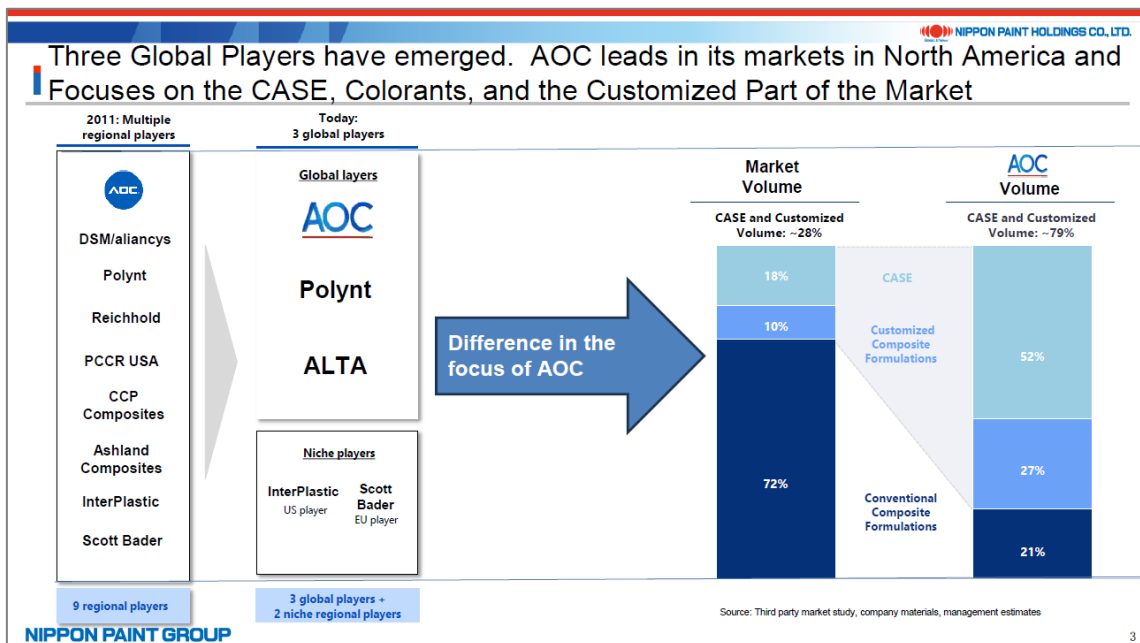 NIPPON PAINT HOLDINGS CO., LTD.
Three Global Players have emerged.  AOC leads in its markets in North America and
Focuses on the CASE, Colorants, and the Customized Part of the Market
2011: Multiple
regional players
AOC
DSM/aliancys
Polynt
Reichhold
PCCR USA
CCP
Composites
Ashland
Composites
InterPlastic
Scott Bader
9 regional players
Today:
3 global players
Global layers
AOC
Polynt
ALTA
Niche players
InterPlastic
US player
Scott
Bader
EU player
3 global players +
2 niche regional players
Difference in the
focus of AOC
Market
Volume
CASE and Customized
Volume: ~28%
18%
10%
72%
CASE
Customized
Composite
Formulations
Conventional
Composite
Formulations
AOC
Volume
CASE and Customized
Volume: ~79%
52%
27%
21%
Source: Third party market study, company materials, management estimates
NIPPON PAINT GROUP
3